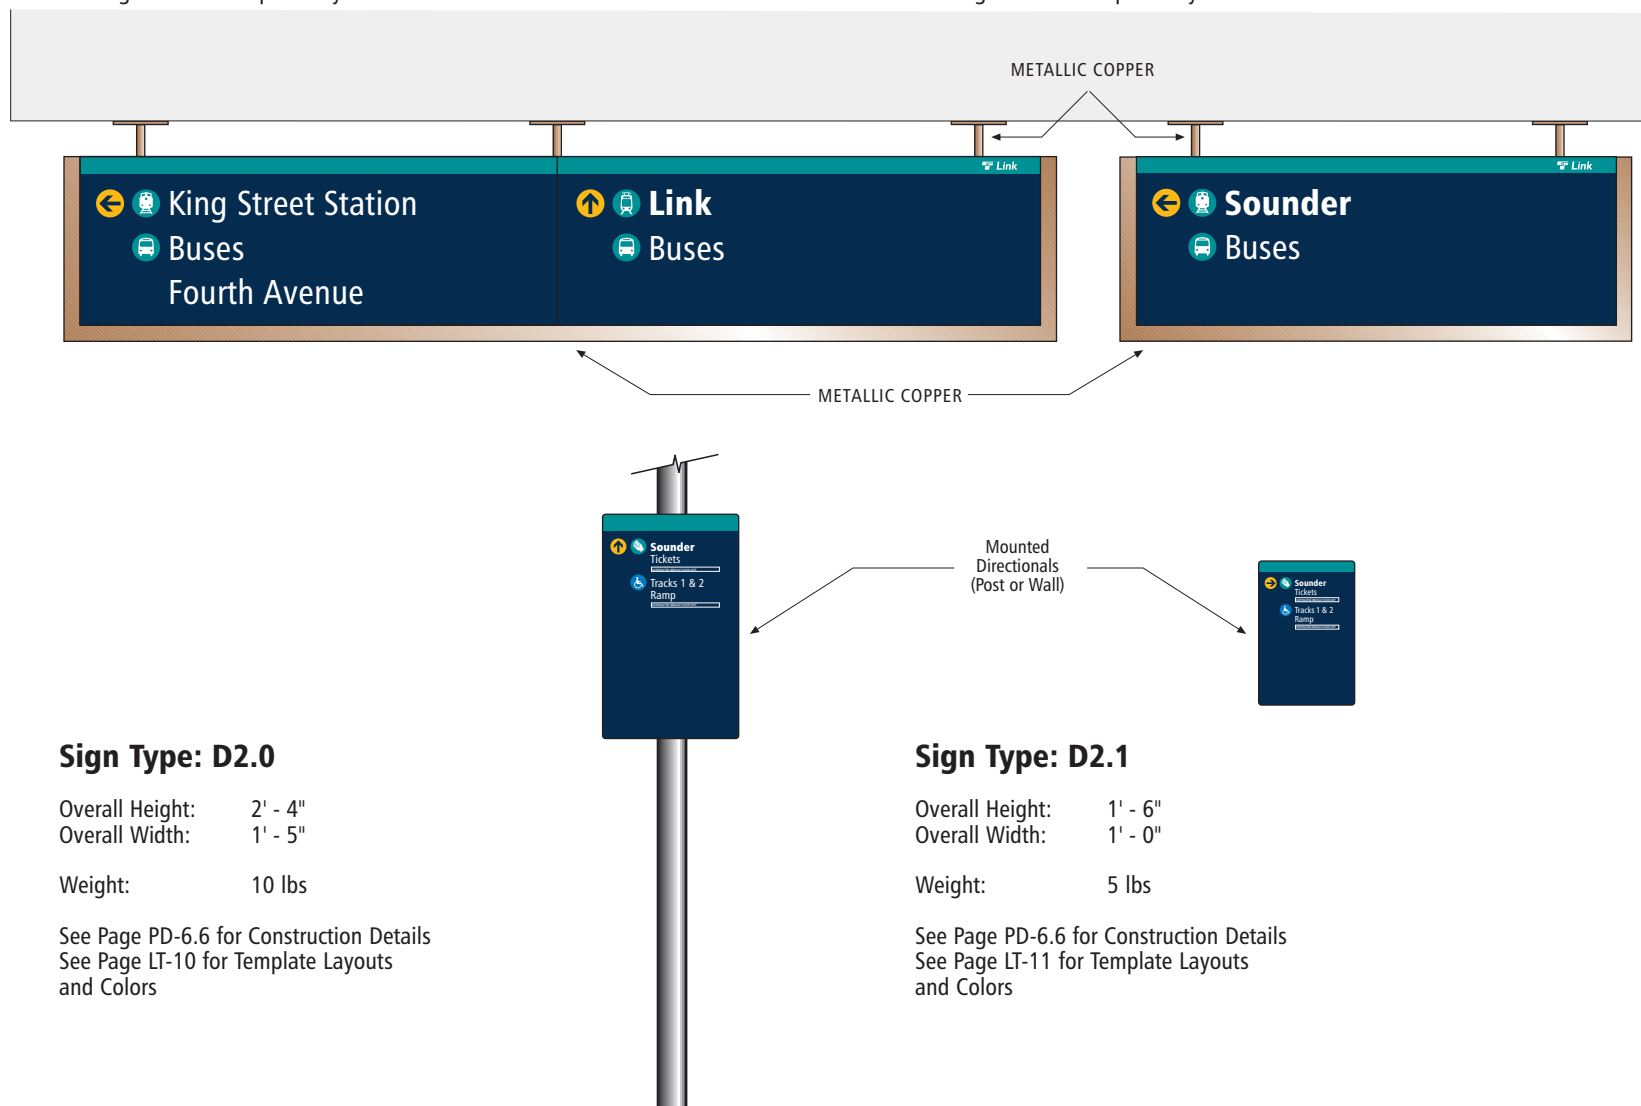 METALLIC COPPER
Link
Link
King Street Station
Buses
Fourth Avenue
Link
Buses
Sounder
Buses
METALLIC COPPER
Sounder
Tickets
Tracks 1 & 2
Ramp
Mounted
Directionals
(Post or Wall)
Sounder
Tickets
Tracks 1 & 2
Ramp
Sign Type: D2.0
Overall Height: 2' - 4"
Overall Width: 1' - 5"
Weight: 10 lbs
See Page PD-6.6 for Construction Details
See Page LT-10 for Template Layouts
and Colors
Sign Type: D2.1
Overall Height: 1' - 6"
Overall Width: 1' - 0"
Weight: 5 lbs
See Page PD-6.6 for Construction Details
See Page LT-11 for Template Layouts
and Colors